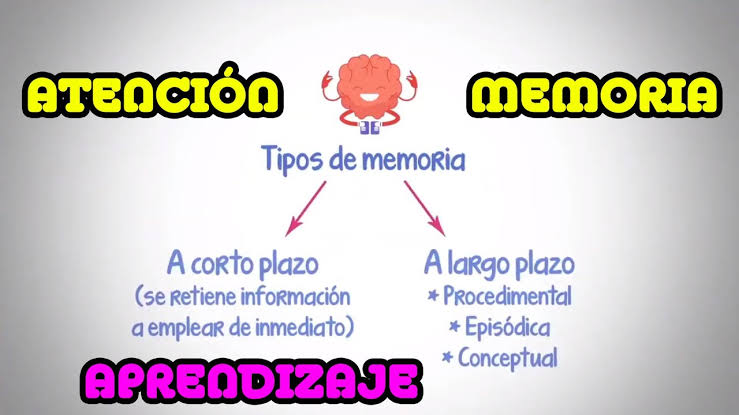 ATENCIÓN
MEMORIA
Tipos de memoria
A corto plazo
(se retiene información
a emplear de inmediato)
A largo plazo
* Procedimental
* Episódica
* Conceptual
APRENDIZAJE